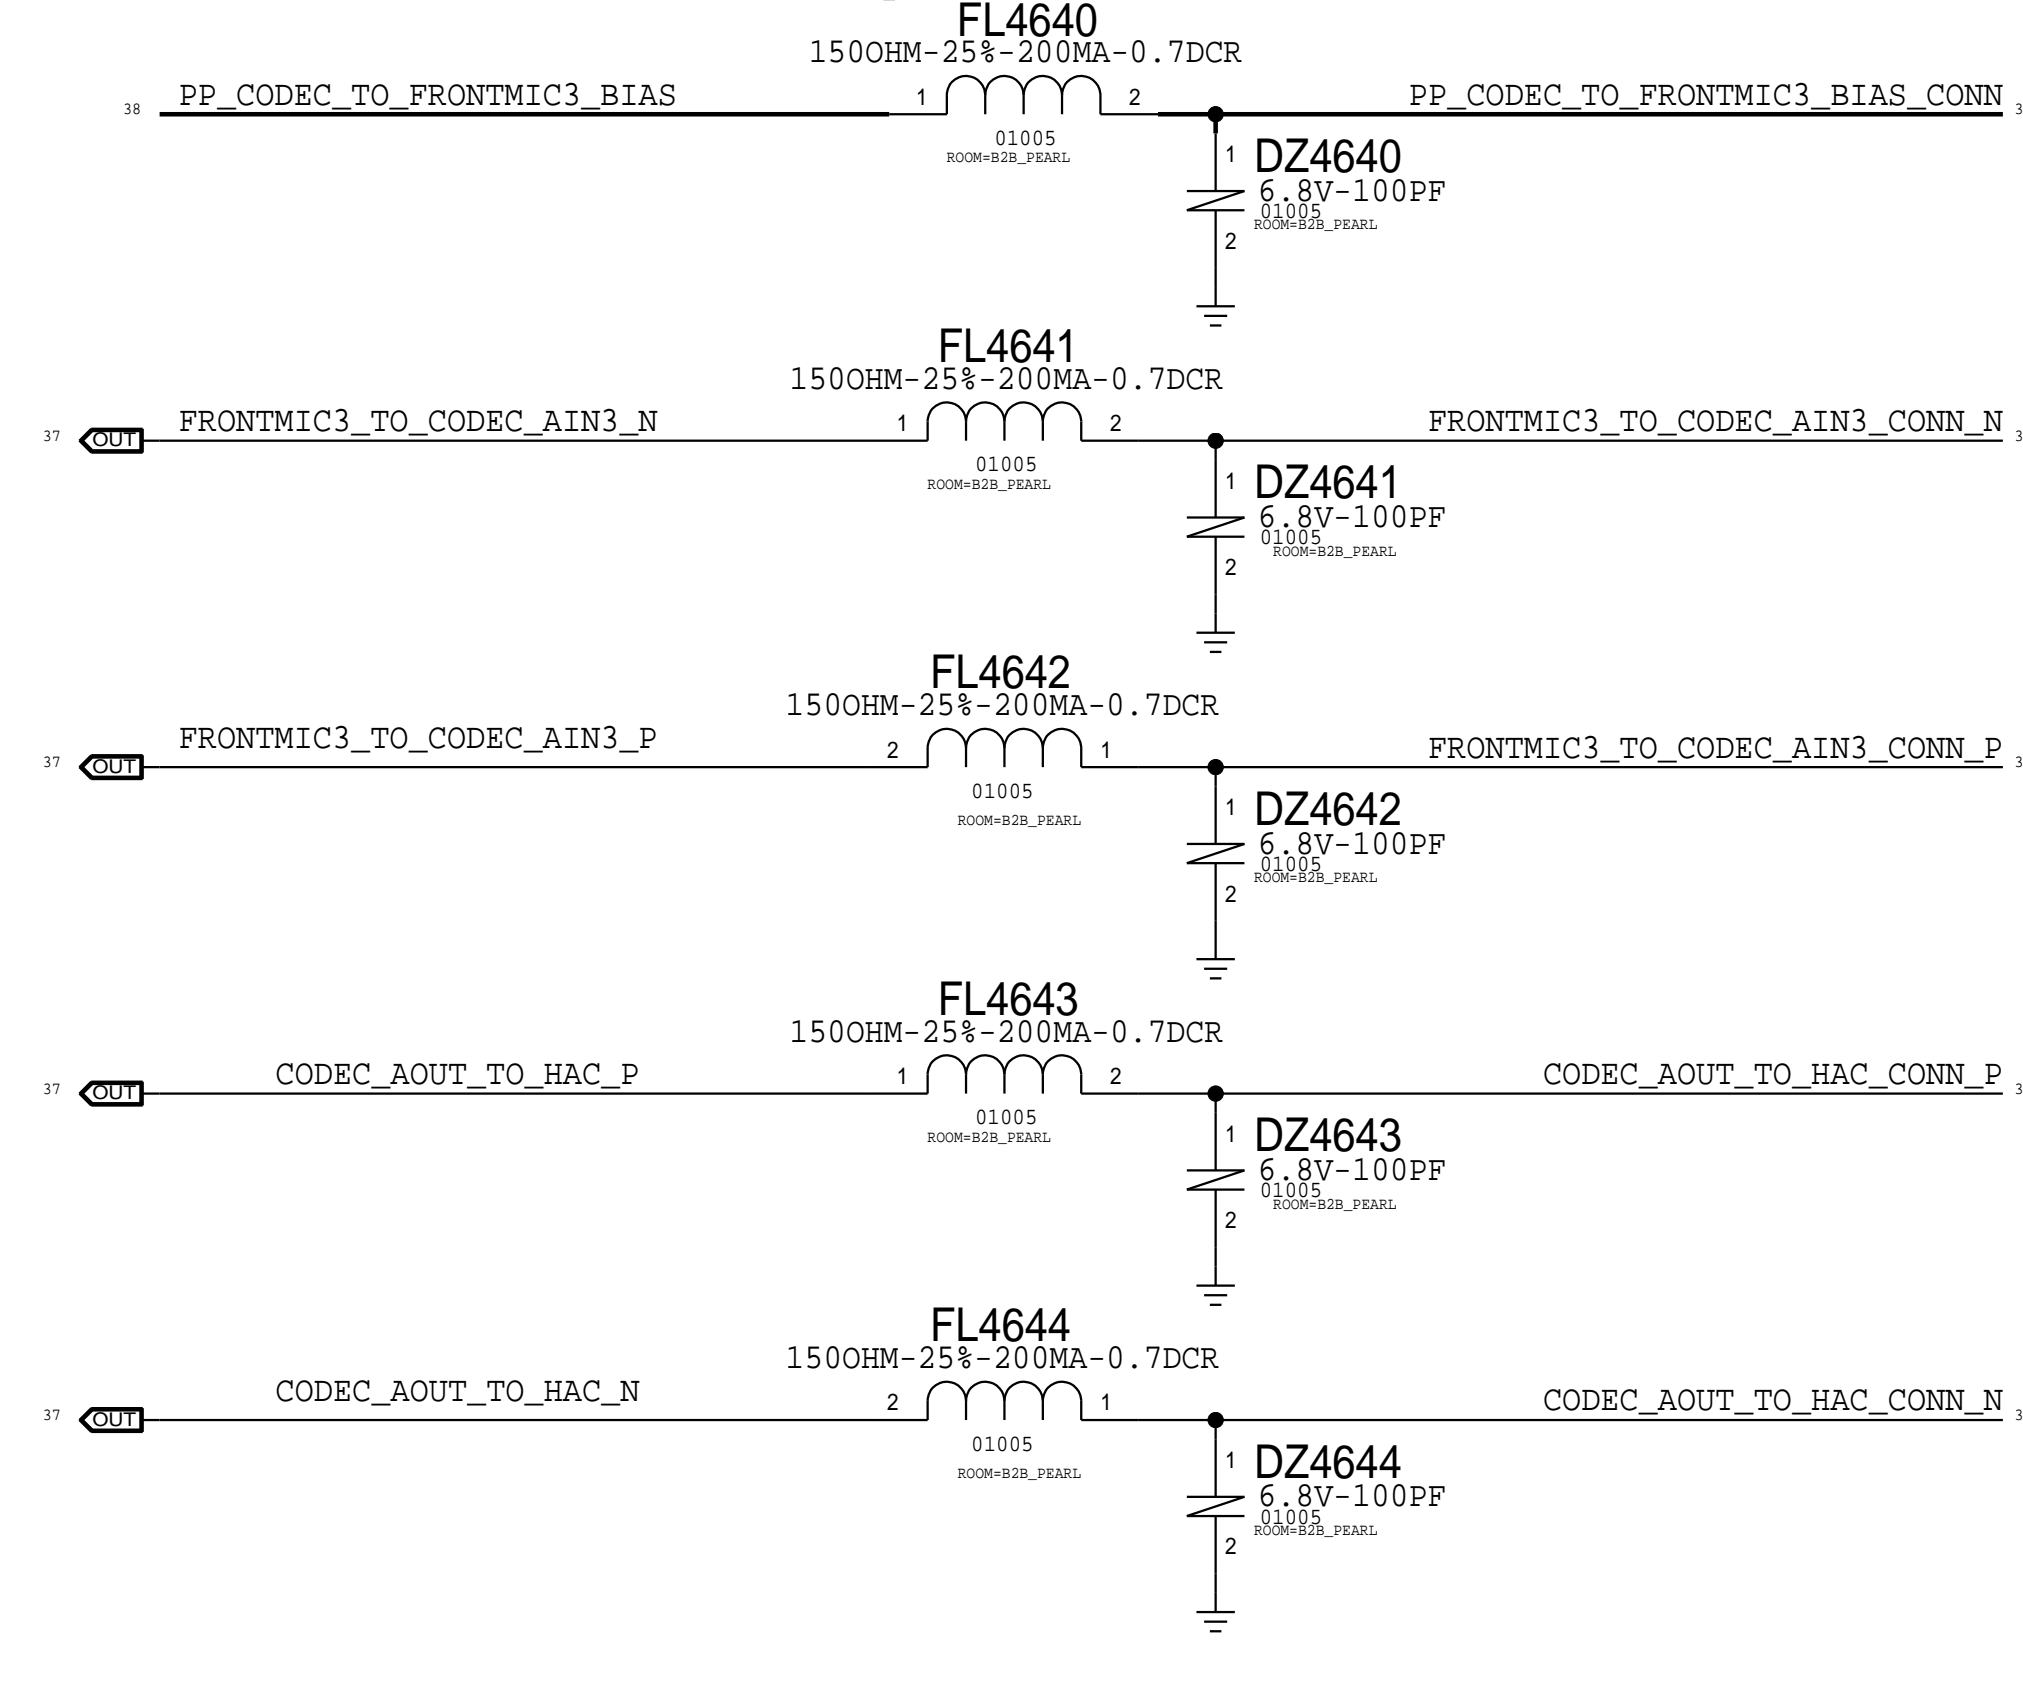 FL4640
150OHM-25%-200MA-0.7DCR
38 PP_CODEC_TO_FRONTMIC3_BIAS 1 2 PP_CODEC_TO_FRONTMIC3_BIAS_CONN 3
01005
ROOM=B2B_PEARL
1 DZ4640
6.8V-100PF
01005
ROOM=B2B_PEARL
2
FL4641
150OHM-25%-200MA-0.7DCR
37 OUT FRONTMIC3_TO_CODEC_AIN3_N 1 2 FRONTMIC3_TO_CODEC_AIN3_CONN_N 3
01005
ROOM=B2B_PEARL
1 DZ4641
6.8V-100PF
01005
ROOM=B2B_PEARL
2
FL4642
150OHM-25%-200MA-0.7DCR
37 OUT FRONTMIC3_TO_CODEC_AIN3_P 2 1 FRONTMIC3_TO_CODEC_AIN3_CONN_P 3
01005
ROOM=B2B_PEARL
1 DZ4642
6.8V-100PF
01005
ROOM=B2B_PEARL
2
FL4643
150OHM-25%-200MA-0.7DCR
37 OUT CODEC_AOUT_TO_HAC_P 1 2 CODEC_AOUT_TO_HAC_CONN_P 3
01005
ROOM=B2B_PEARL
1 DZ4643
6.8V-100PF
01005
ROOM=B2B_PEARL
2
FL4644
150OHM-25%-200MA-0.7DCR
37 OUT CODEC_AOUT_TO_HAC_N 2 1 CODEC_AOUT_TO_HAC_CONN_N 3
01005
ROOM=B2B_PEARL
1 DZ4644
6.8V-100PF
01005
ROOM=B2B_PEARL
2